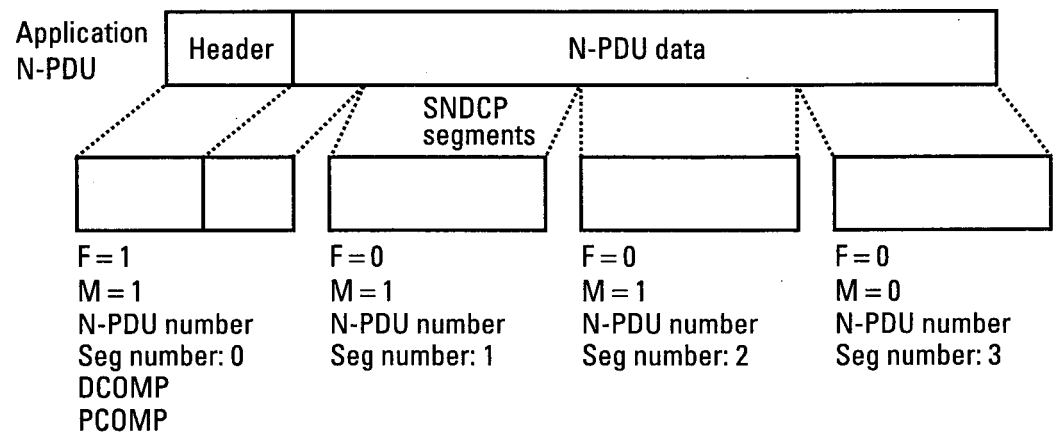 Application
N-PDU
Header
N-PDU data
SNDCP
segments
F = 1
M = 1
N-PDU number
Seg number: 0
DCOMP
PCOMP
F = 0
M = 1
N-PDU number
Seg number: 1
F = 0
M = 1
N-PDU number
Seg number: 2
F = 0
M = 0
N-PDU number
Seg number: 3